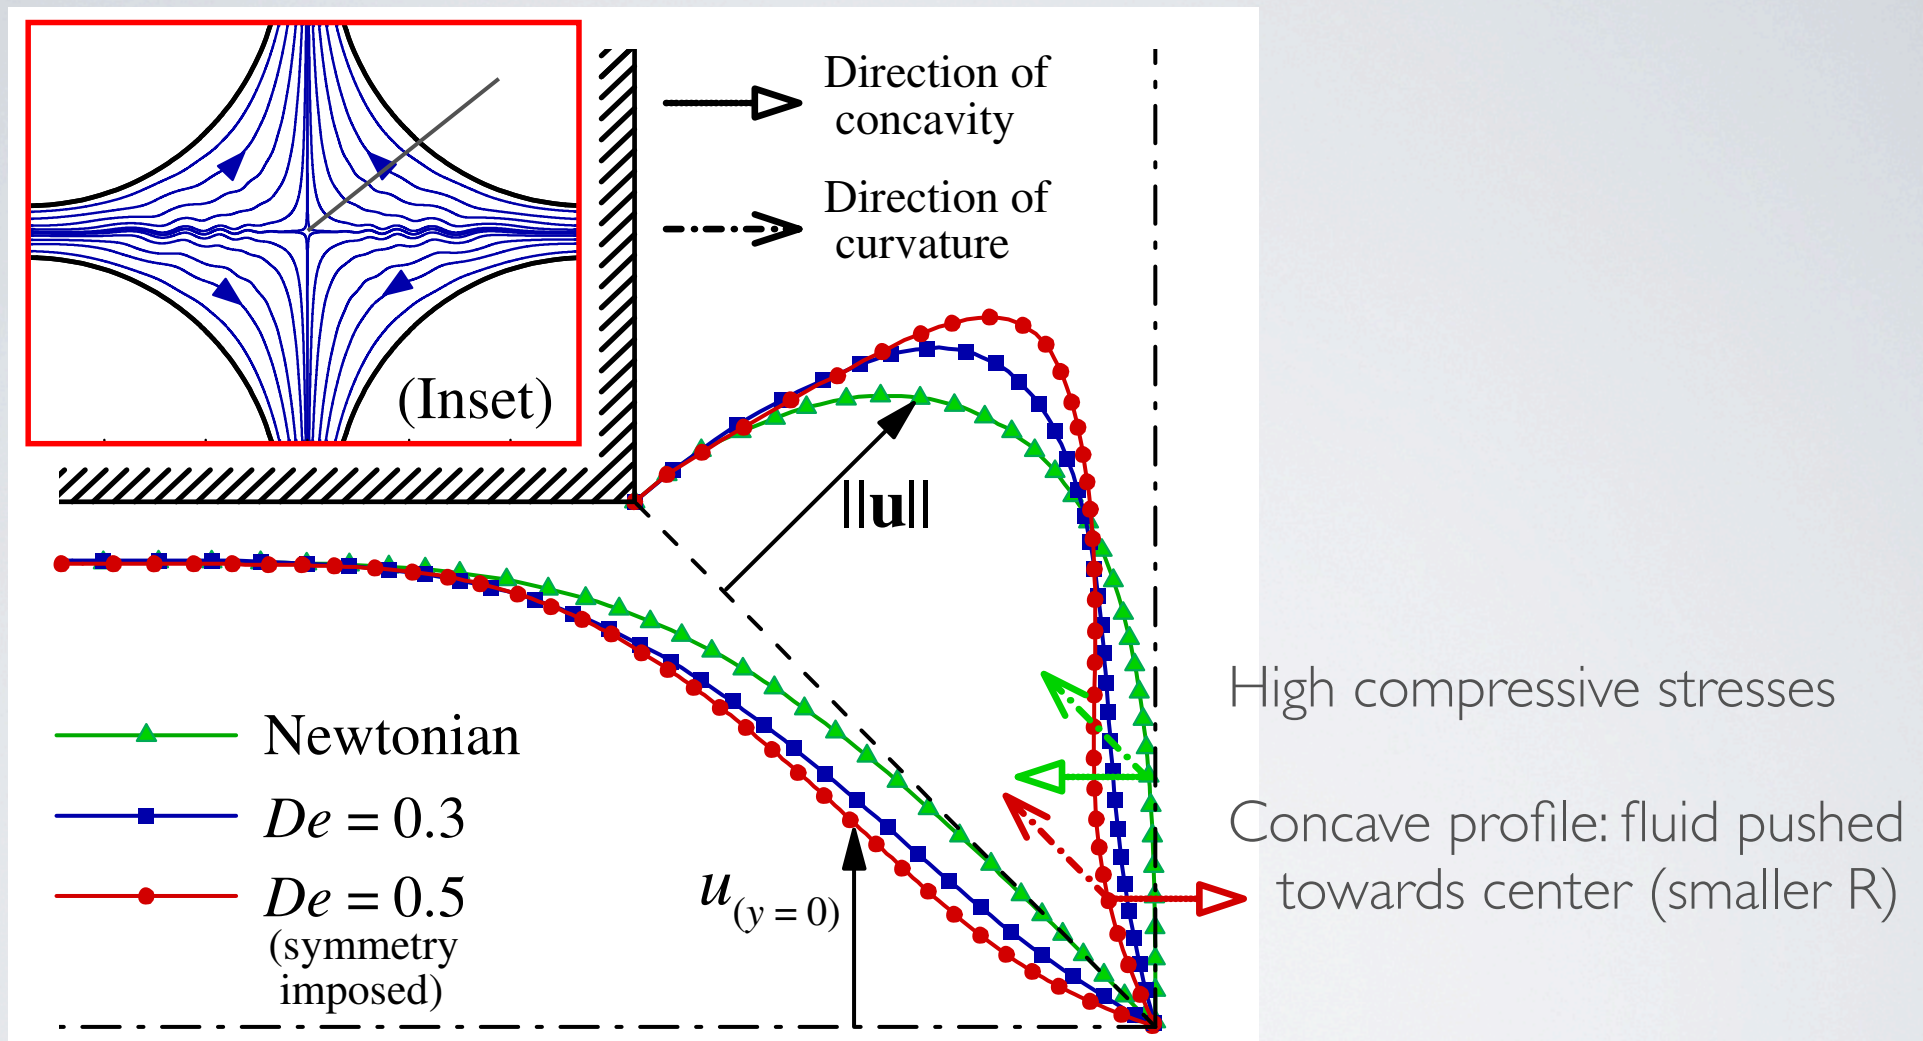 (Inset)
Direction of
concavity
Direction of
curvature
||u||
Newtonian
De = 0.3
De = 0.5
(symmetry
imposed)
u(y = 0)
High compressive stresses
Concave profile: fluid pushed
towards center (smaller R)